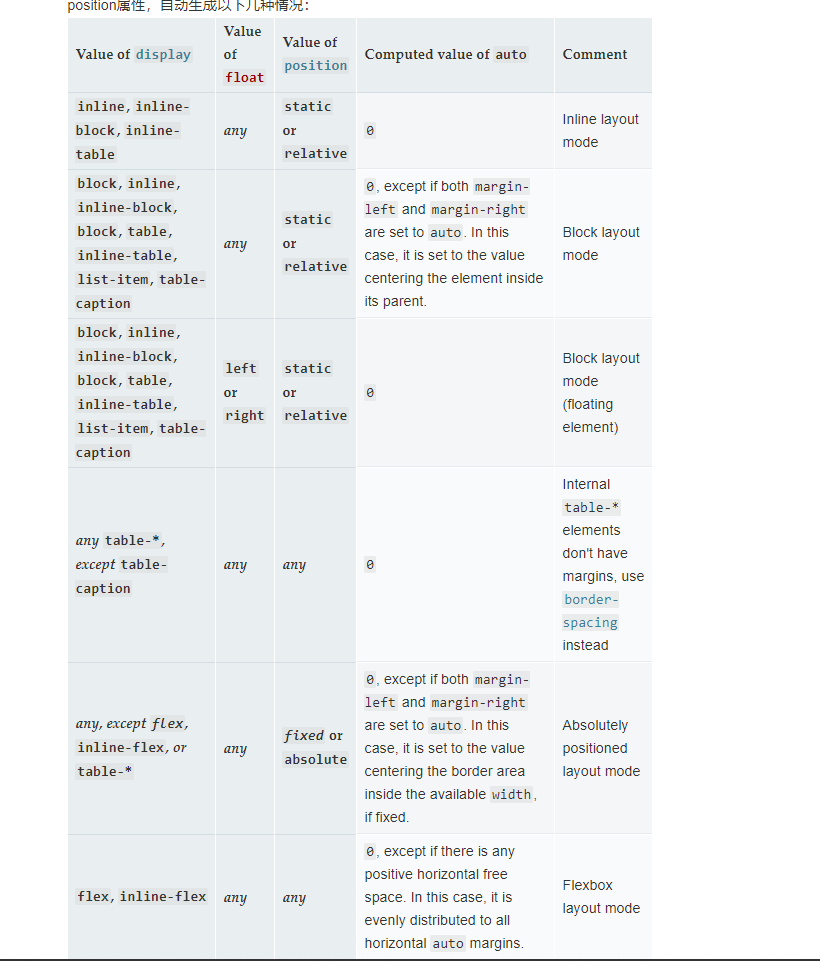 position属性，自动生成以下几种情况：
Value of display
Value
of
float
Value of
position
Computed value of auto
Comment
inline, inline-
block, inline-
table
any
static
or
relative
0
Inline layout
mode
block, inline,
inline-block,
block, table,
inline-table,
list-item, table-
caption
any
static
or
relative
0, except if both margin-
left and margin-right
are set to auto. In this
case, it is set to the value
centering the element inside
its parent.
Block layout
mode
block, inline,
inline-block,
block, table,
inline-table,
list-item, table-
caption
left
or
right
static
or
relative
0
Block layout
mode
(floating
element)
any table-*,
except table-
caption
any
any
0
Internal
table-*
elements
don't have
margins, use
border-
spacing
instead
any, except flex,
inline-flex, or
table-*
any
fixed or
absolute
0, except if both margin-
left and margin-right
are set to auto. In this
case, it is set to the value
centering the border area
inside the available width,
if fixed.
Absolutely
positioned
layout mode
flex, inline-flex
any
any
0, except if there is any
positive horizontal free
space. In this case, it is
evenly distributed to all
horizontal auto margins.
Flexbox
layout mode